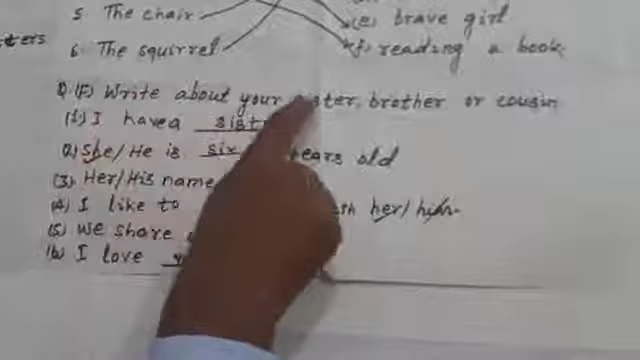 5. The chair
(e) brave girl
6. The squirrel
(f) reading a book
Q.(F) Write about your sister, brother or cousin
(1) I have a
(2) She/He is six years old
(3) Her/His name
(4) I like to her/him
(5) We share
(6) I love